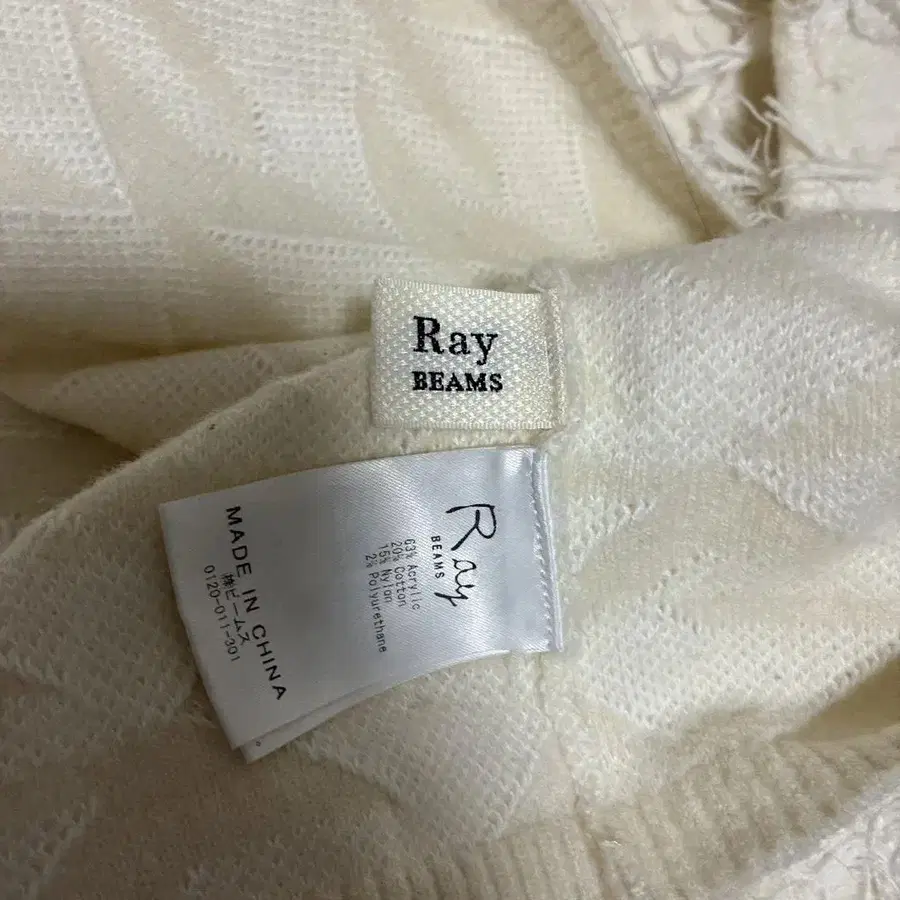 Ray
BEAMS
Ray
BEAMS
63% Acrylic
20% Cotton
15% Nylon
2% Polyurethane
MADE IN CHINA
㈱ビームス
0120-011-301